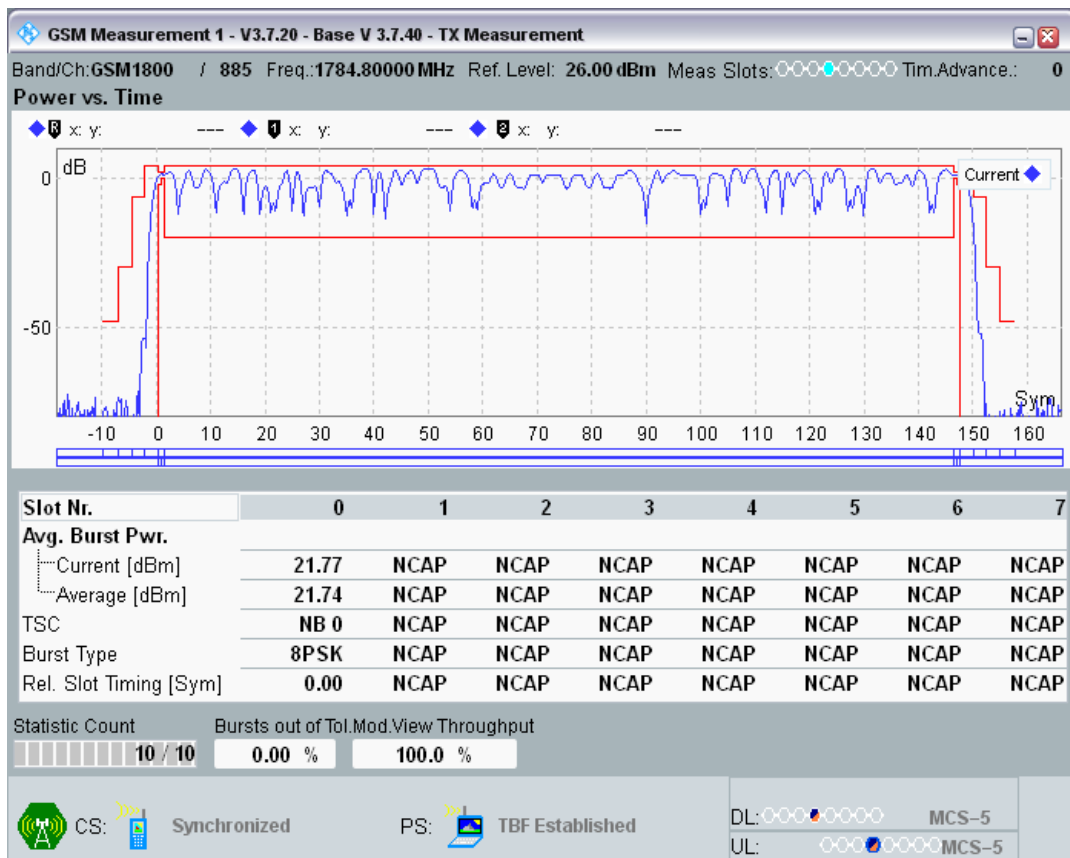 GSM Measurement 1 - V3.7.20 - Base V 3.7.40 - TX Measurement
Band/Ch:GSM1800 / 885 Freq.:1784.80000 MHz Ref. Level: 26.00 dBm Meas Slots: Tim.Advance.: 0
Power vs. Time
R x: y: --- 1 x: y: --- 2 x: y: ---
dB
Current
0
-50
Sym
-10 0 10 20 30 40 50 60 70 80 90 100 110 120 130 140 150 160
Slot Nr. 0 1 2 3 4 5 6 7
Avg. Burst Pwr.
Current [dBm] 21.77 NCAP NCAP NCAP NCAP NCAP NCAP NCAP
Average [dBm] 21.74 NCAP NCAP NCAP NCAP NCAP NCAP NCAP
TSC NB 0 NCAP NCAP NCAP NCAP NCAP NCAP NCAP
Burst Type 8PSK NCAP NCAP NCAP NCAP NCAP NCAP NCAP
Rel. Slot Timing [Sym] 0.00 NCAP NCAP NCAP NCAP NCAP NCAP NCAP
Statistic Count Bursts out of Tol.Mod.View Throughput
10 / 10 0.00 % 100.0 %
CS: Synchronized PS: TBF Established
DL: MCS-5
UL: MCS-5